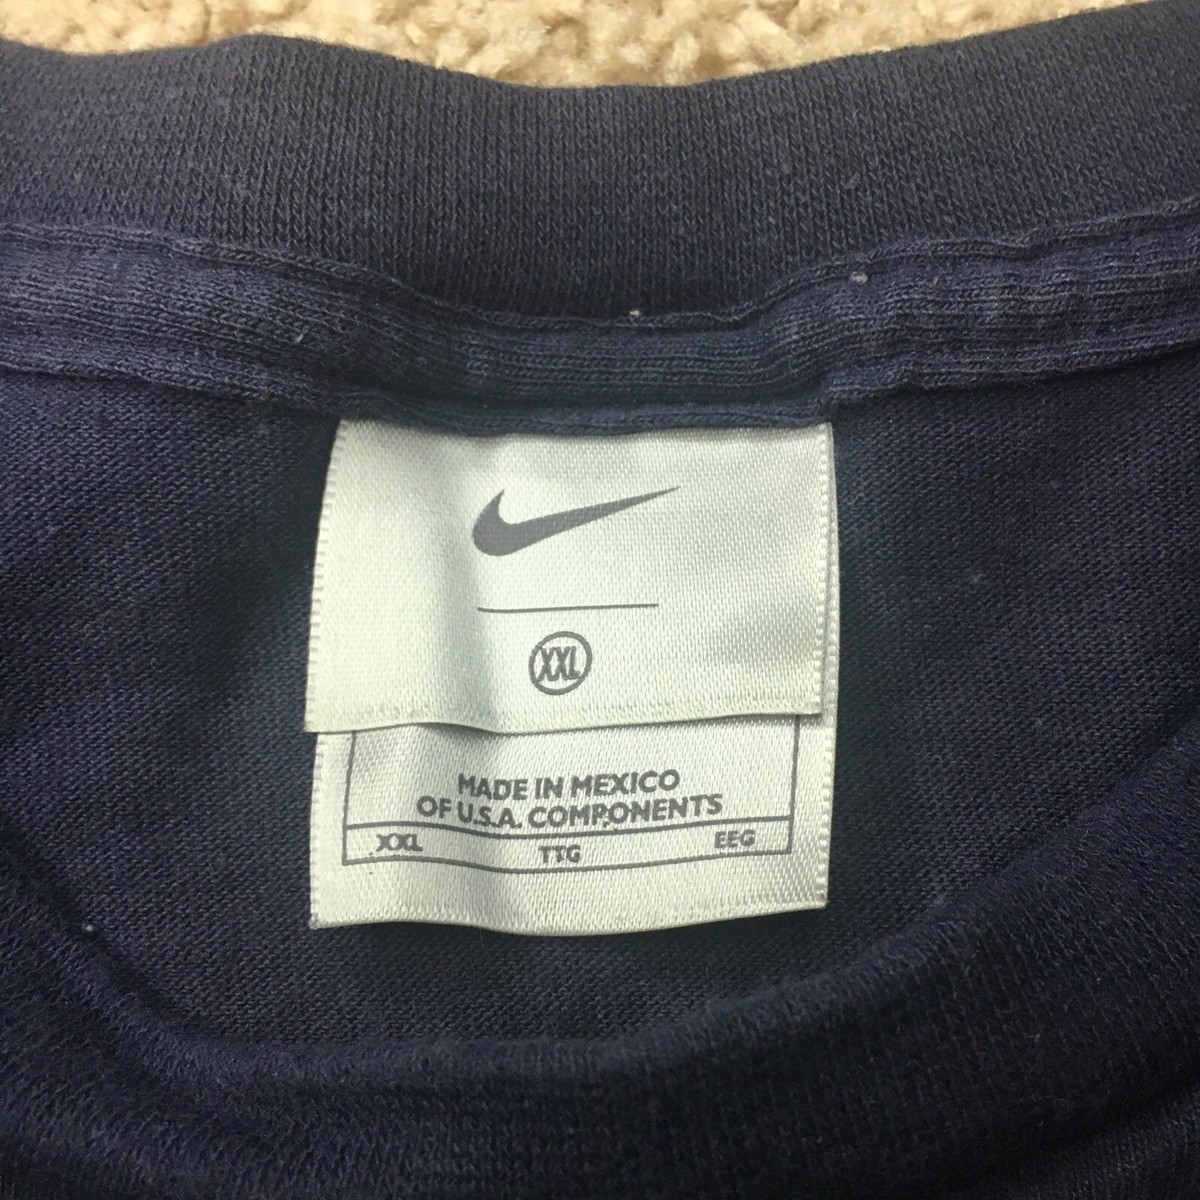 XXL
MADE IN MEXICO
OF U.S.A. COMPONENTS
XXL TTG EEG